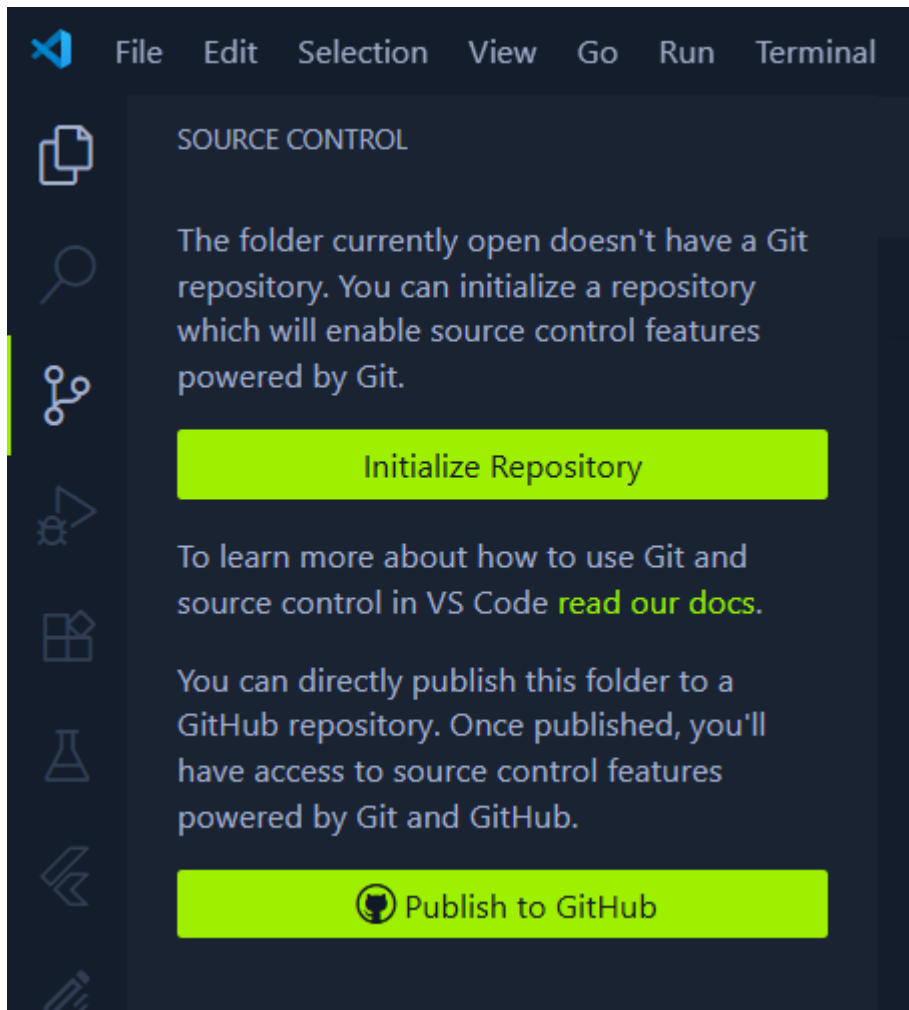 File Edit Selection View Go Run Terminal
SOURCE CONTROL
The folder currently open doesn't have a Git
repository. You can initialize a repository
which will enable source control features
powered by Git.
Initialize Repository
To learn more about how to use Git and
source control in VS Code read our docs.
You can directly publish this folder to a
GitHub repository. Once published, you'll
have access to source control features
powered by Git and GitHub.
Publish to GitHub